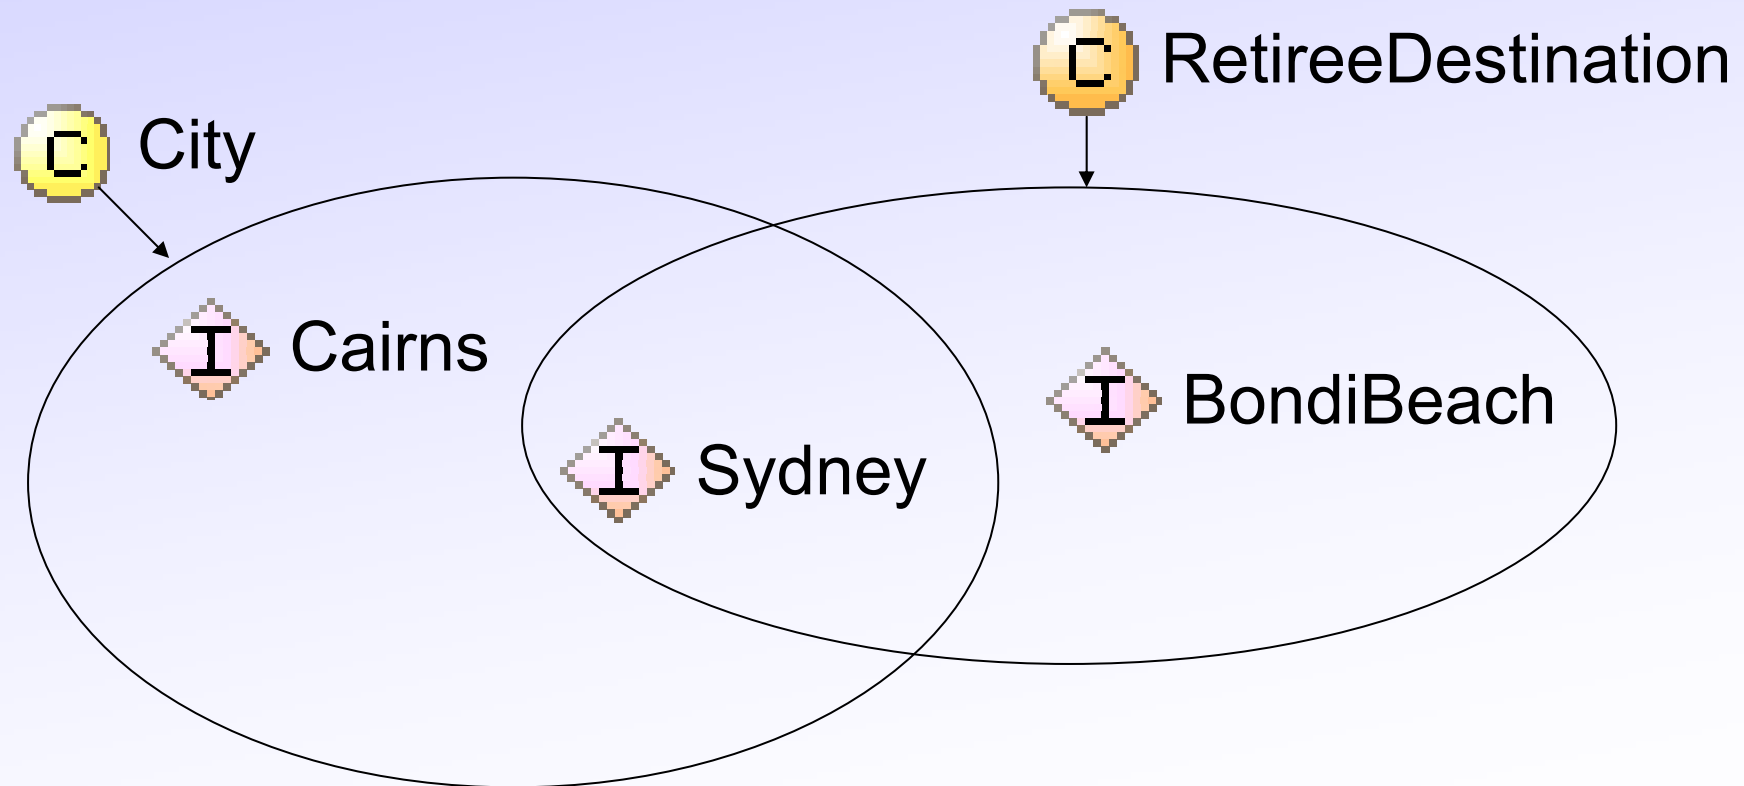 C RetireeDestination
C City
I Cairns
I BondiBeach
I Sydney